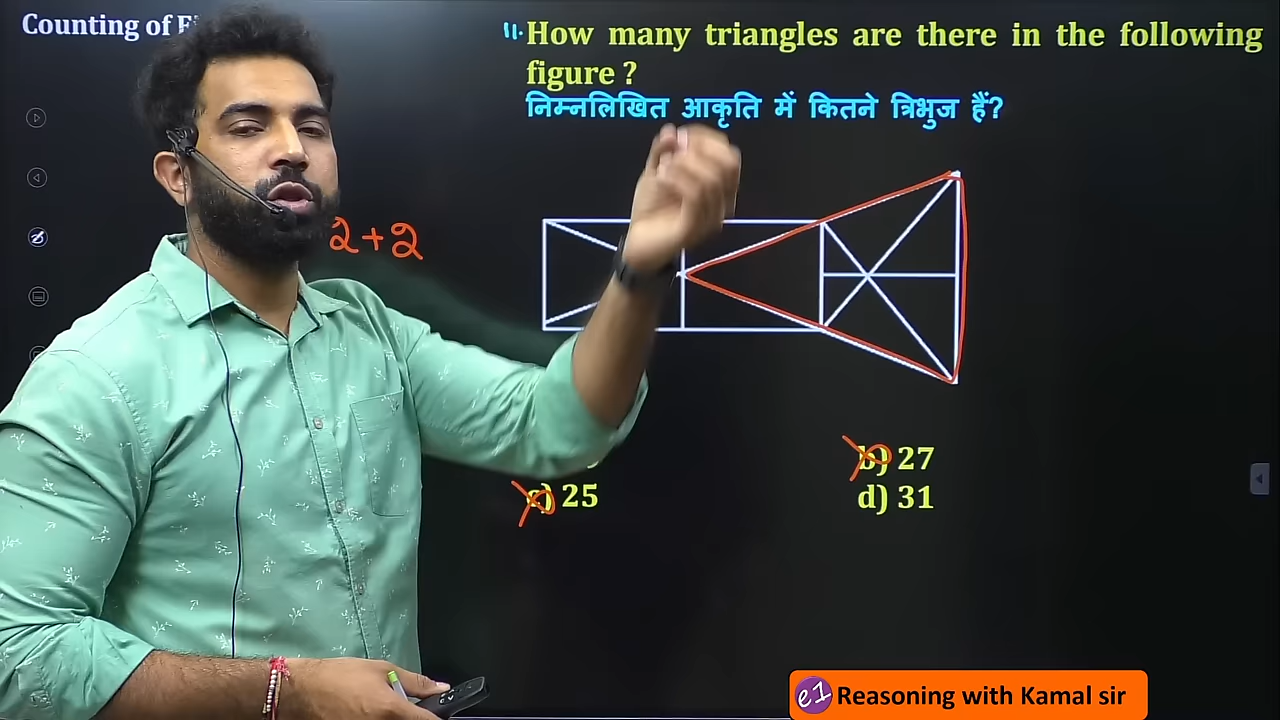 Counting of
11. How many triangles are there in the following
figure ?
निम्नलिखित आकृति में कितने त्रिभुज हैं?
2+2
b) 27
c) 25
d) 31
e1 Reasoning with Kamal sir